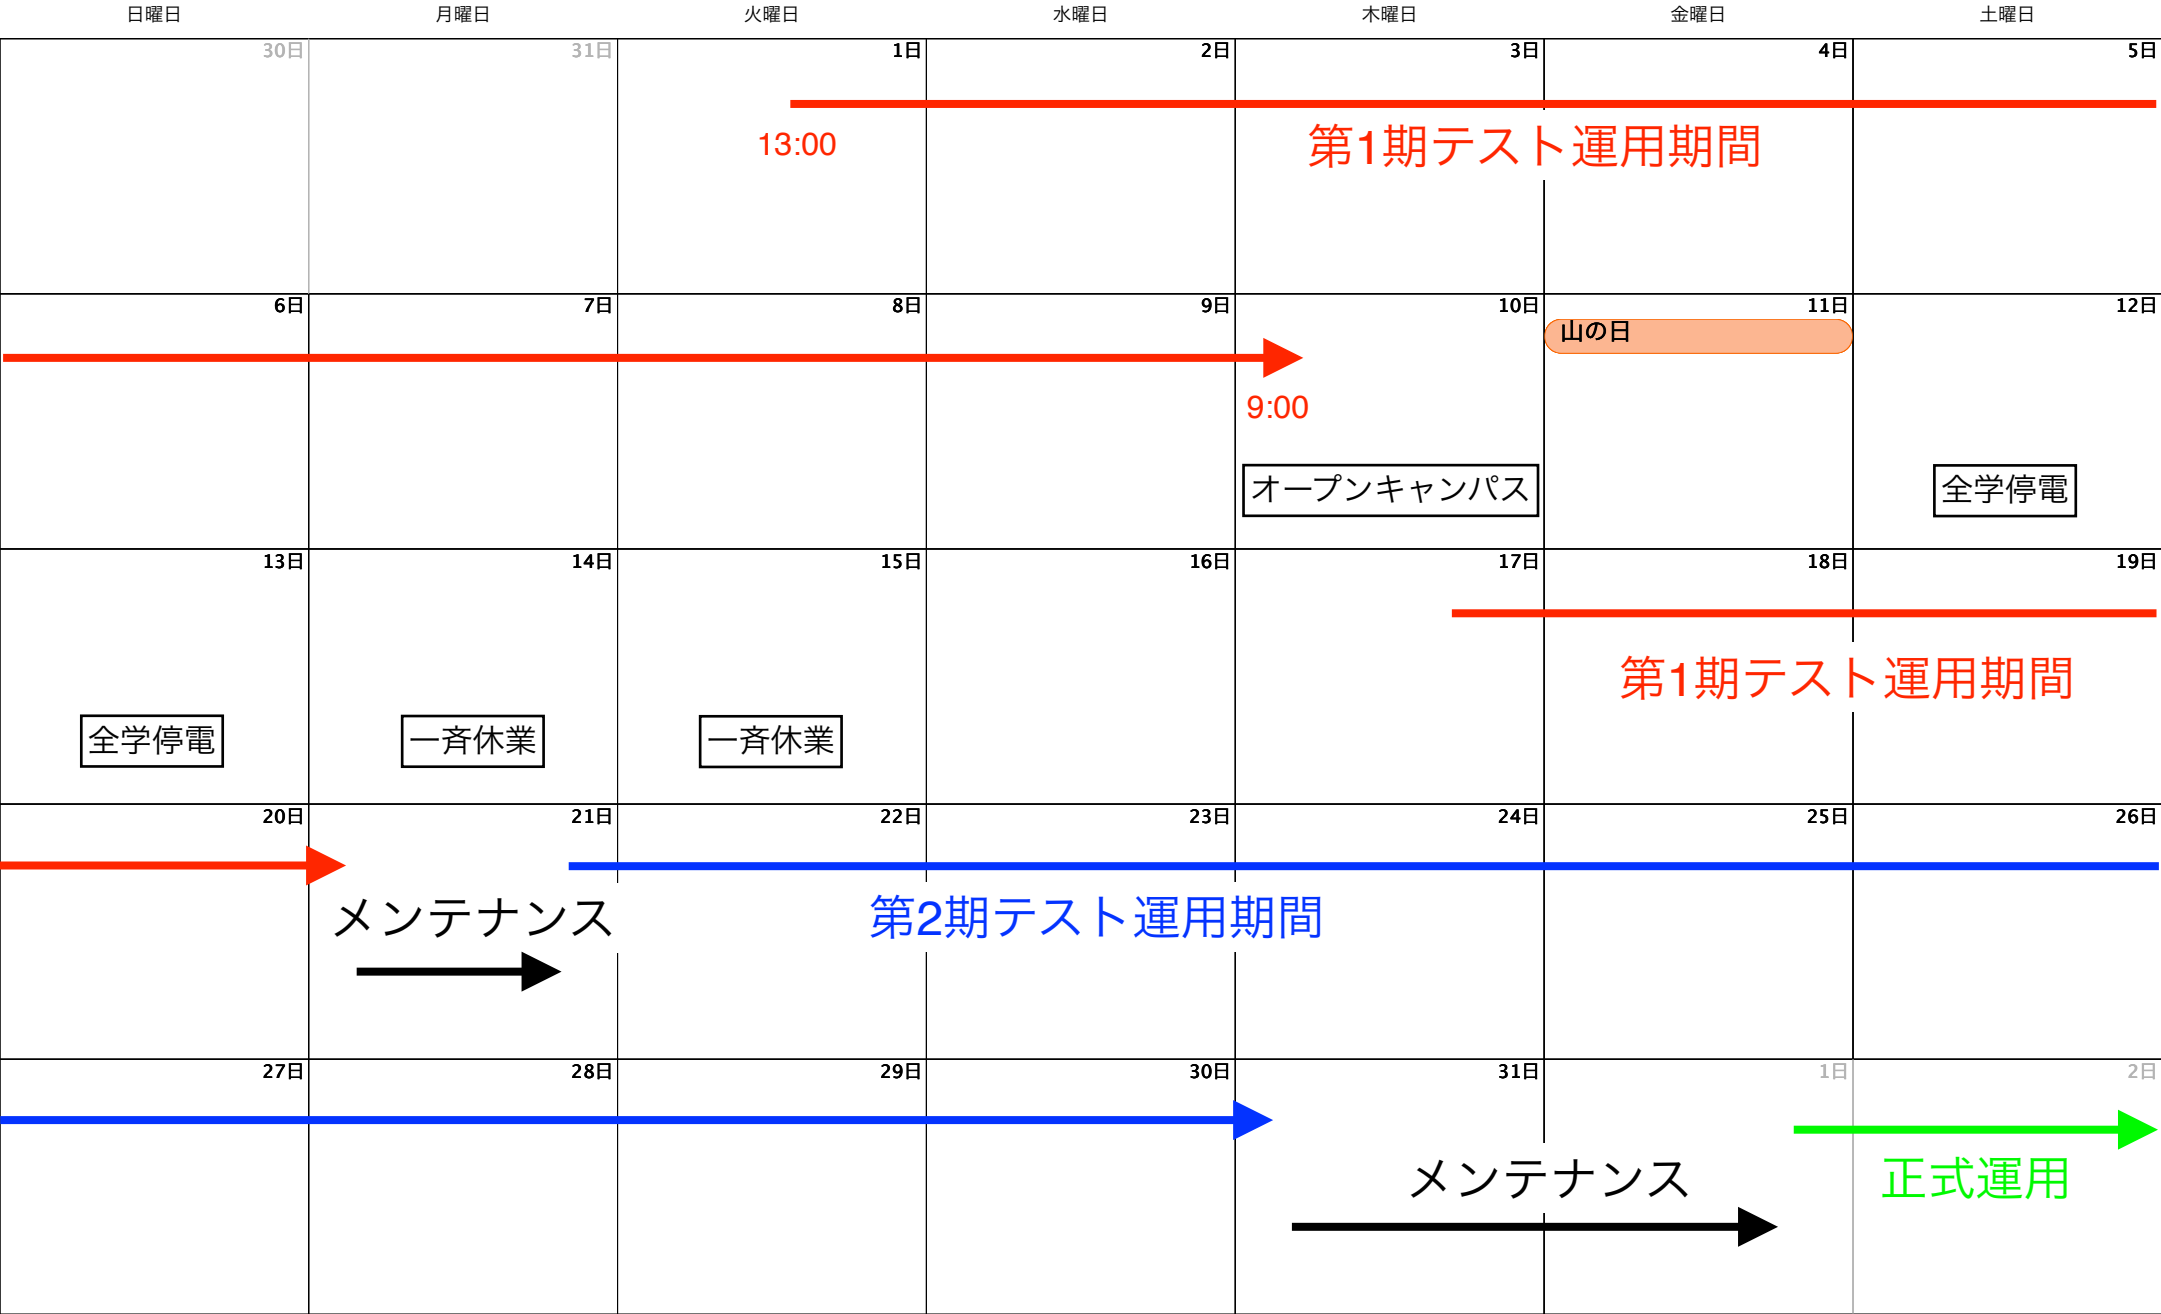 日曜日 月曜日 火曜日 水曜日 木曜日 金曜日 土曜日
30日 31日 1日 2日 3日 4日 5日
13:00 第1期テスト運用期間
6日 7日 8日 9日 10日 11日 12日
山の日
9:00
オープンキャンパス 全学停電
13日 14日 15日 16日 17日 18日 19日
第1期テスト運用期間
全学停電 一斉休業 一斉休業
20日 21日 22日 23日 24日 25日 26日
メンテナンス 第2期テスト運用期間
27日 28日 29日 30日 31日 1日 2日
メンテナンス 正式運用